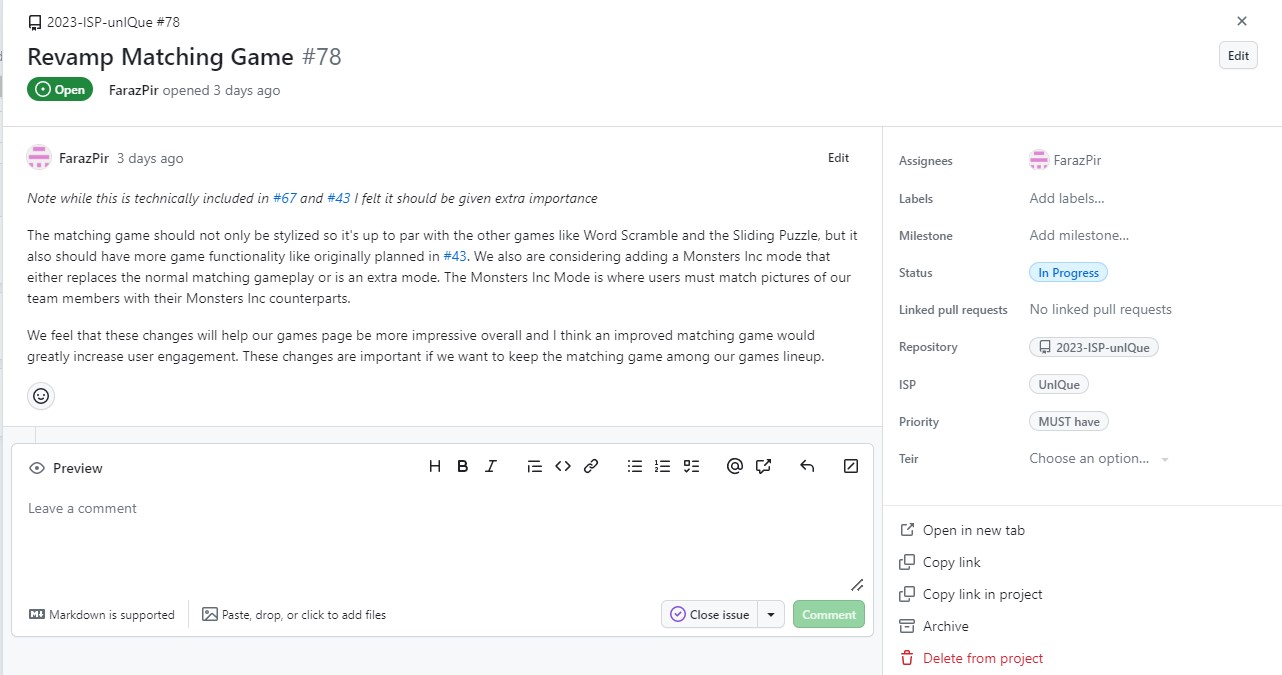 2023-ISP-unIQue #78
Revamp Matching Game #78
Edit
Open
FarazPir opened 3 days ago
FarazPir 3 days ago
Edit
Note while this is technically included in #67 and #43 I felt it should be given extra importance
The matching game should not only be stylized so it's up to par with the other games like Word Scramble and the Sliding Puzzle, but it
also should have more game functionality like originally planned in #43. We also are considering adding a Monsters Inc mode that
either replaces the normal matching gameplay or is an extra mode. The Monsters Inc Mode is where users must match pictures of our
team members with their Monsters Inc counterparts.
We feel that these changes will help our games page be more impressive overall and I think an improved matching game would
greatly increase user engagement. These changes are important if we want to keep the matching game among our games lineup.
Preview
H B I
Leave a comment
Markdown is supported
Paste, drop, or click to add files
Close issue
Comment
Assignees FarazPir
Labels Add labels...
Milestone Add milestone...
Status In Progress
Linked pull requests No linked pull requests
Repository 2023-ISP-unIQue
ISP UnIQue
Priority MUST have
Teir Choose an option...
Open in new tab
Copy link
Copy link in project
Archive
Delete from project